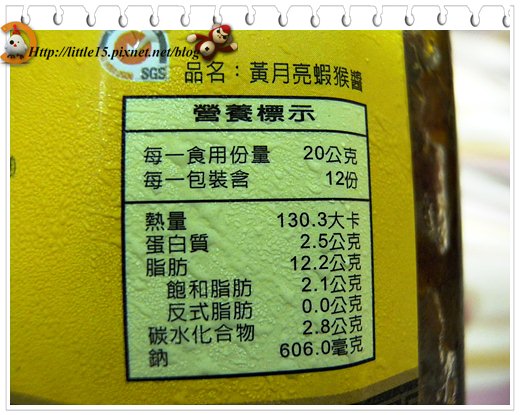 Http://little15.pixnet.net/blog
SGS
品名：黃月亮蝦猴醬
營養標示
每一食用份量 20公克
每一包裝含 12份
熱量 130.3大卡
蛋白質 2.5公克
脂肪 12.2公克
飽和脂肪 2.1公克
反式脂肪 0.0公克
碳水化合物 2.8公克
鈉 606.0毫克